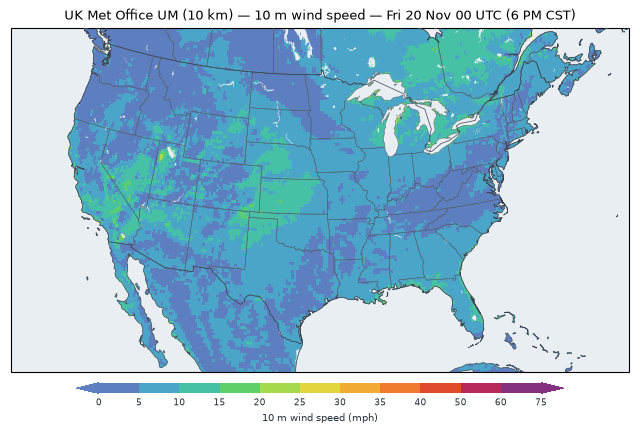 UK Met Office UM (10 km) — 10 m wind speed — Fri 20 Nov 00 UTC (6 PM CST)
0 5 10 15 20 25 30 35 40 50 60 75
10 m wind speed (mph)